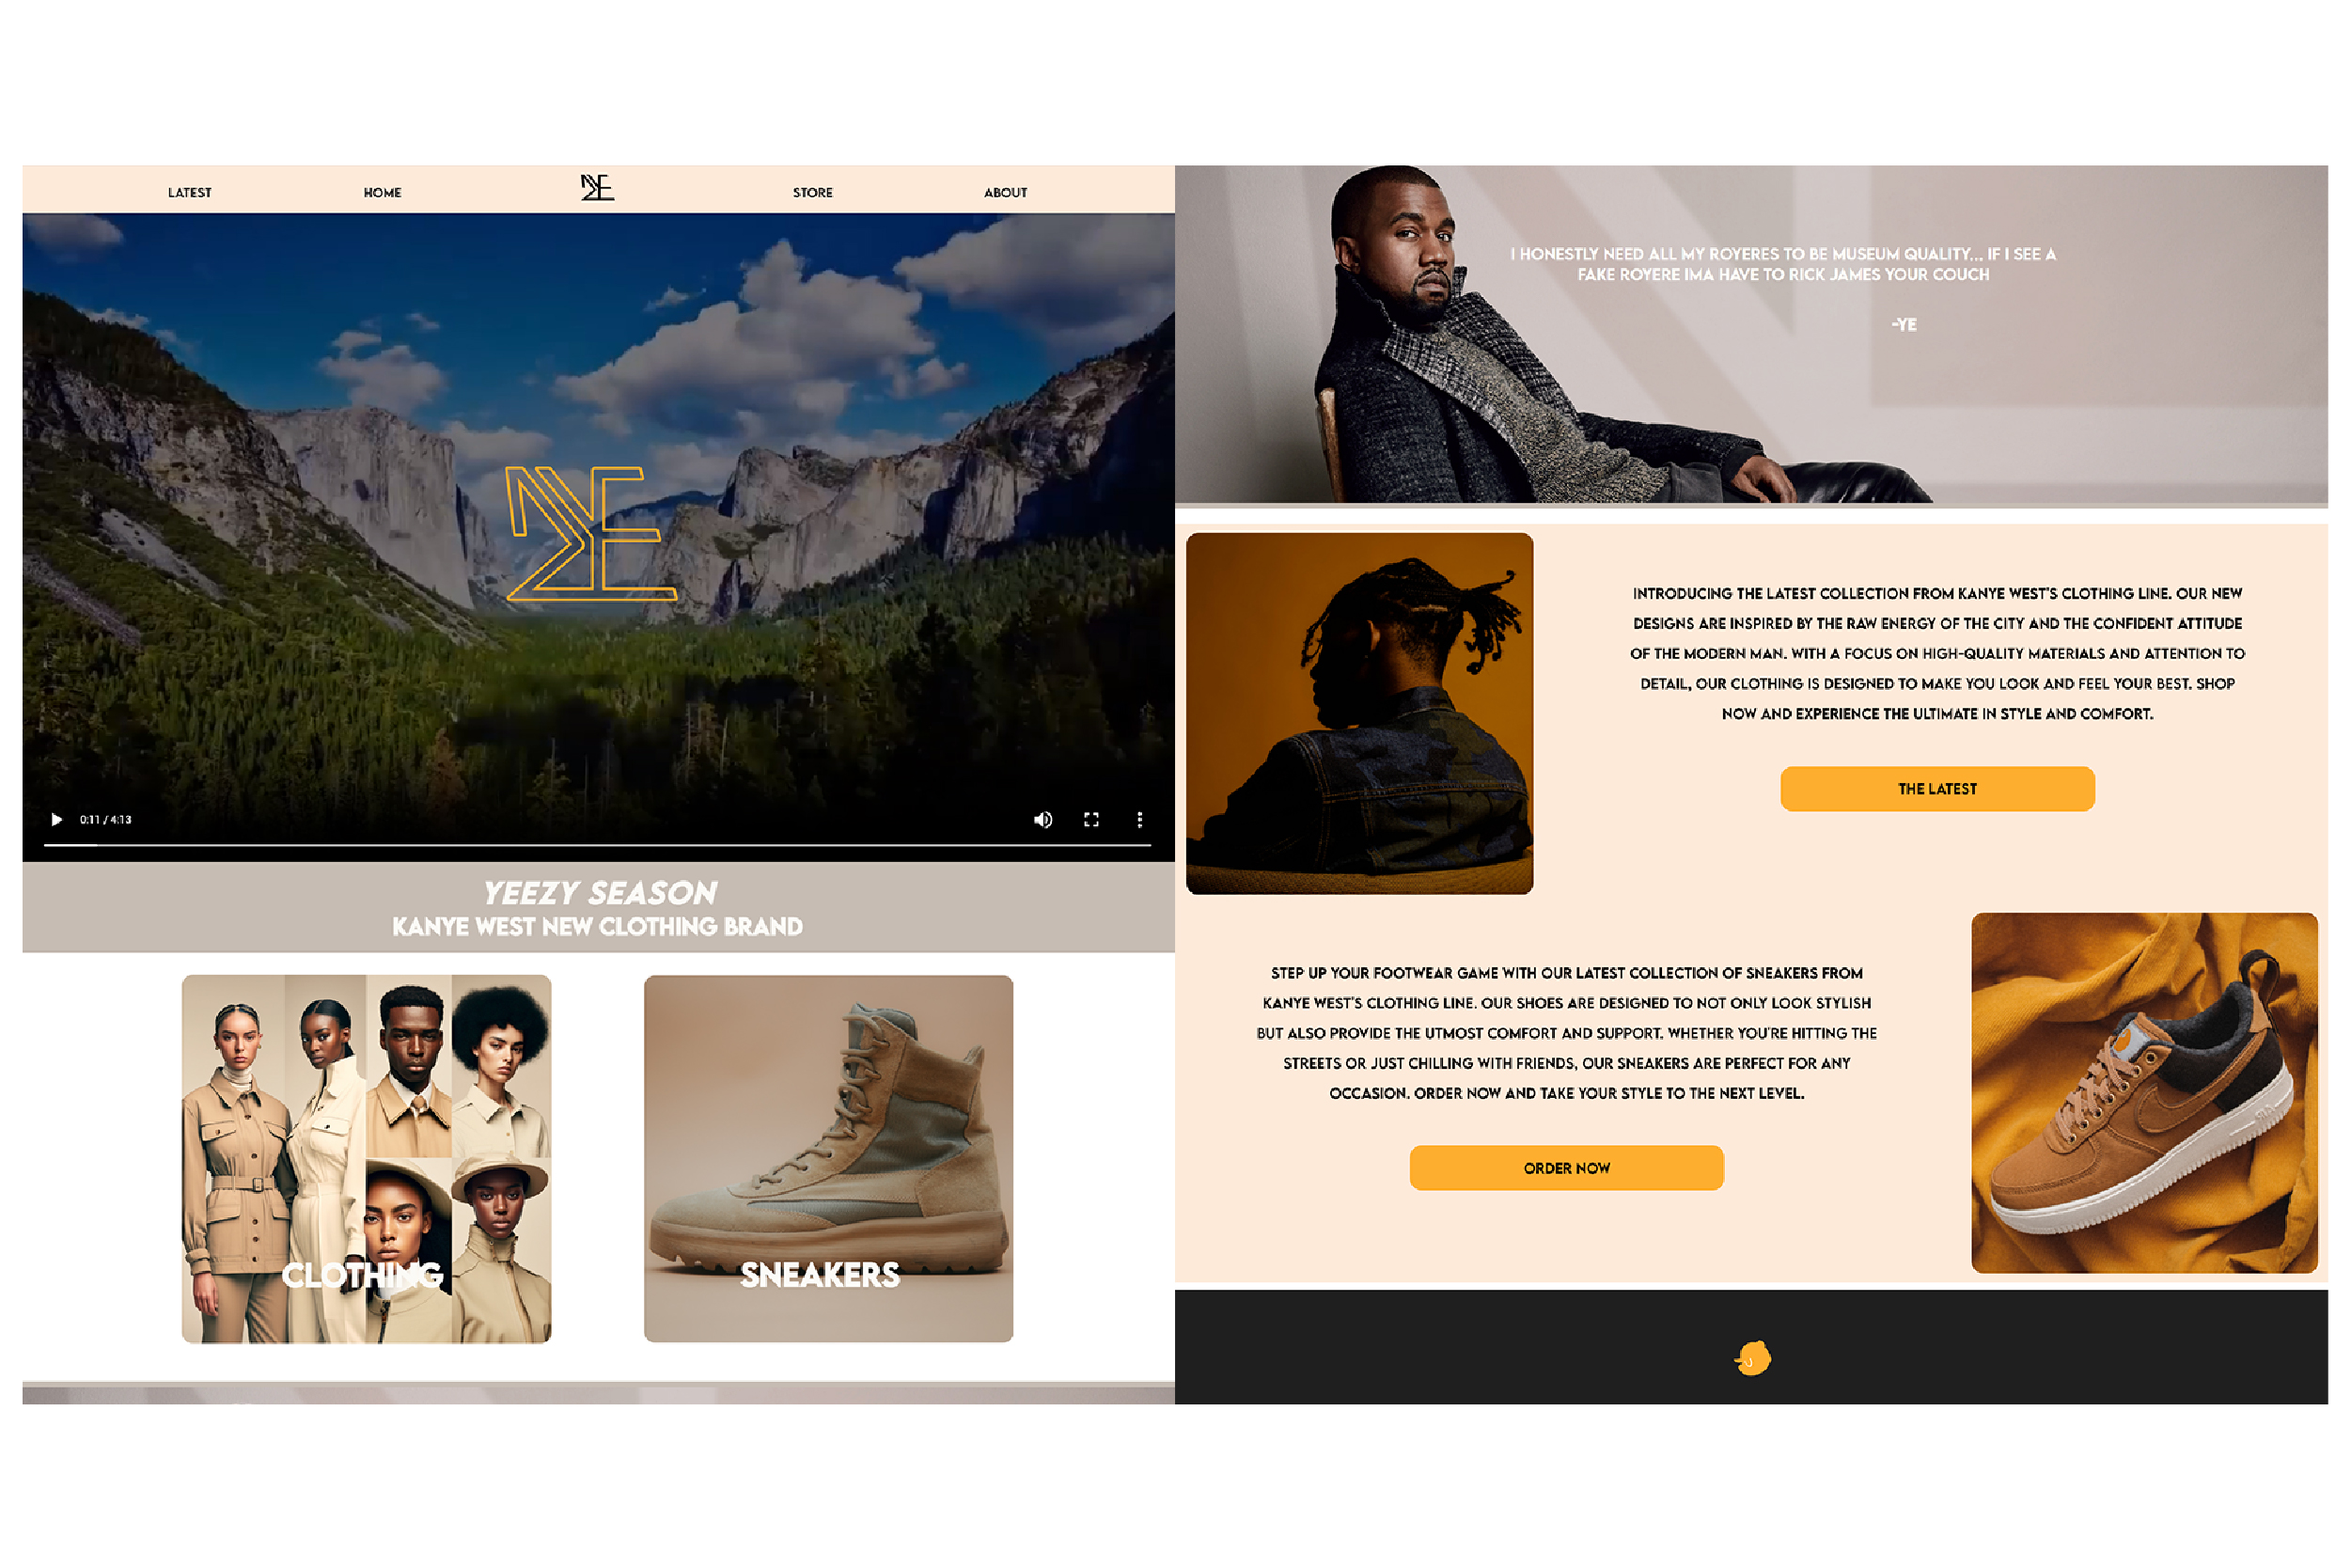 LATEST HOME YE STORE ABOUT
YE
0:11 / 4:13
YEEZY SEASON
KANYE WEST NEW CLOTHING BRAND
CLOTHING
SNEAKERS
I HONESTLY NEED ALL MY ROYERES TO BE MUSEUM QUALITY... IF I SEE A
FAKE ROYERE IMA HAVE TO RICK JAMES YOUR COUCH
-YE
INTRODUCING THE LATEST COLLECTION FROM KANYE WEST'S CLOTHING LINE. OUR NEW
DESIGNS ARE INSPIRED BY THE RAW ENERGY OF THE CITY AND THE CONFIDENT ATTITUDE
OF THE MODERN MAN. WITH A FOCUS ON HIGH-QUALITY MATERIALS AND ATTENTION TO
DETAIL, OUR CLOTHING IS DESIGNED TO MAKE YOU LOOK AND FEEL YOUR BEST. SHOP
NOW AND EXPERIENCE THE ULTIMATE IN STYLE AND COMFORT.
THE LATEST
STEP UP YOUR FOOTWEAR GAME WITH OUR LATEST COLLECTION OF SNEAKERS FROM
KANYE WEST'S CLOTHING LINE. OUR SHOES ARE DESIGNED TO NOT ONLY LOOK STYLISH
BUT ALSO PROVIDE THE UTMOST COMFORT AND SUPPORT. WHETHER YOU'RE HITTING THE
STREETS OR JUST CHILLING WITH FRIENDS, OUR SNEAKERS ARE PERFECT FOR ANY
OCCASION. ORDER NOW AND TAKE YOUR STYLE TO THE NEXT LEVEL.
ORDER NOW